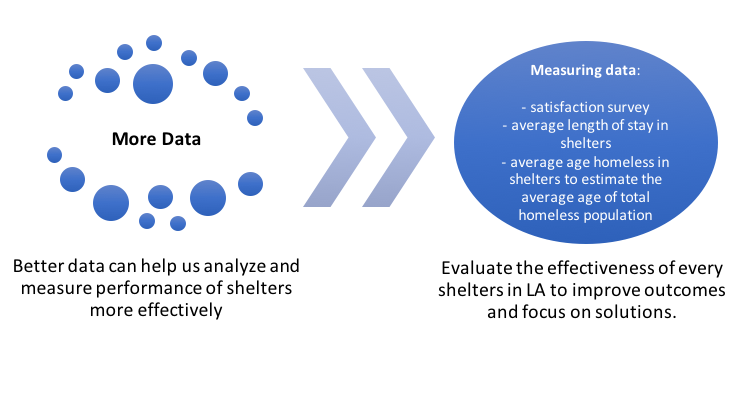 More Data
Better data can help us analyze and
measure performance of shelters
more effectively
Measuring data:
- satisfaction survey
- average length of stay in
shelters
- average age homeless in
shelters to estimate the
average age of total
homeless population
Evaluate the effectiveness of every
shelters in LA to improve outcomes
and focus on solutions.